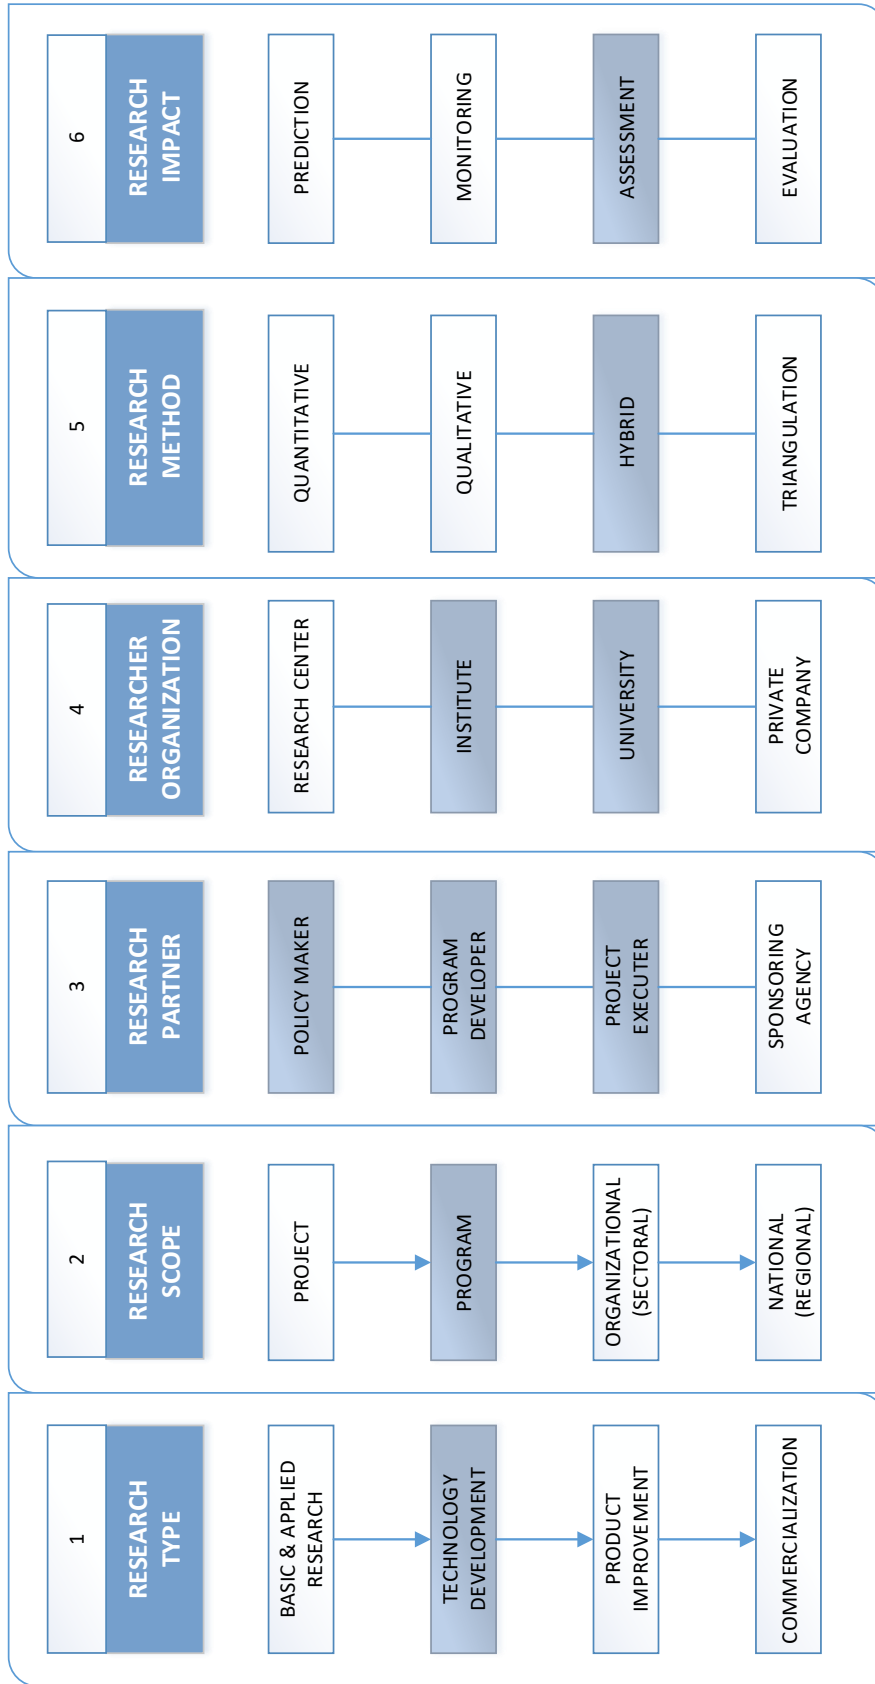 1
RESEARCH
TYPE
BASIC & APPLIED
RESEARCH
TECHNOLOGY
DEVELOPMENT
PRODUCT
IMPROVEMENT
COMMERCIALIZATION
2
RESEARCH
SCOPE
PROJECT
PROGRAM
ORGANIZATIONAL
(SECTORAL)
NATIONAL
(REGIONAL)
3
RESEARCH
PARTNER
POLICY MAKER
PROGRAM
DEVELOPER
PROJECT
EXECUTER
SPONSORING
AGENCY
4
RESEARCHER
ORGANIZATION
RESEARCH CENTER
INSTITUTE
UNIVERSITY
PRIVATE
COMPANY
5
RESEARCH
METHOD
QUANTITATIVE
QUALITATIVE
HYBRID
TRIANGULATION
6
RESEARCH
IMPACT
PREDICTION
MONITORING
ASSESSMENT
EVALUATION